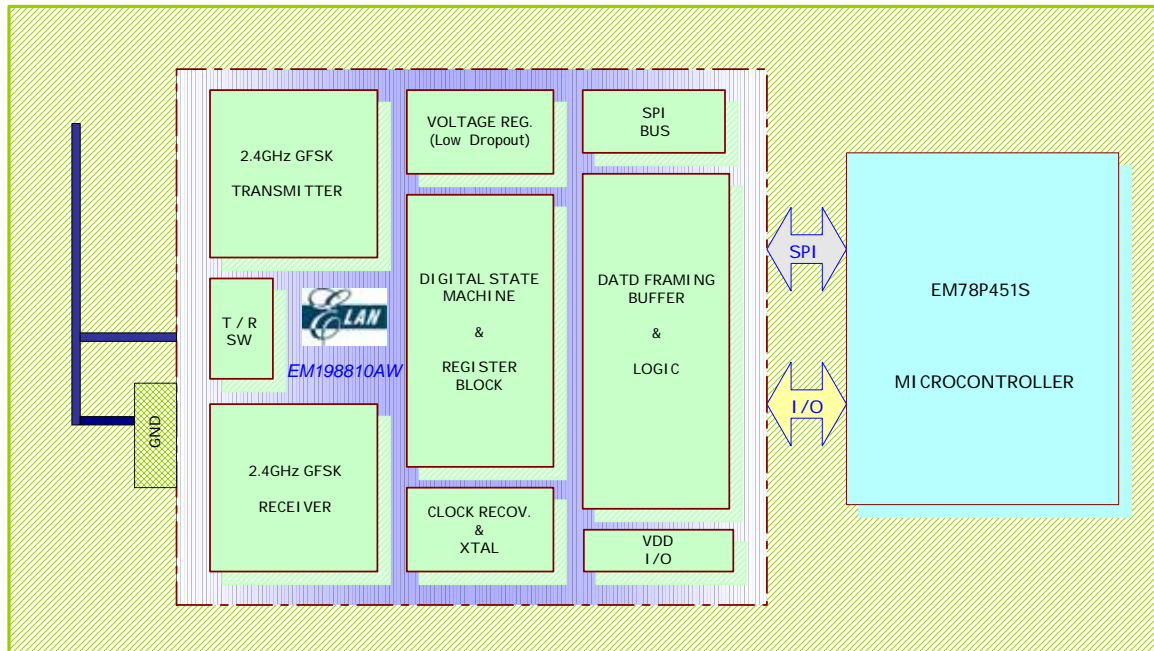 2.4GHz GFSK
TRANSMITTER
VOLTAGE REG.
(Low Dropout)
SPI
BUS
T / R
SW
ELAN
EM198810AW
DIGITAL STATE
MACHINE
&
REGISTER
BLOCK
DATD FRAMING
BUFFER
&
LOGIC
2.4GHz GFSK
RECEIVER
CLOCK RECOV.
&
XTAL
VDD
I/O
GND
SPI
I/O
EM78P451S
MICROCONTROLLER